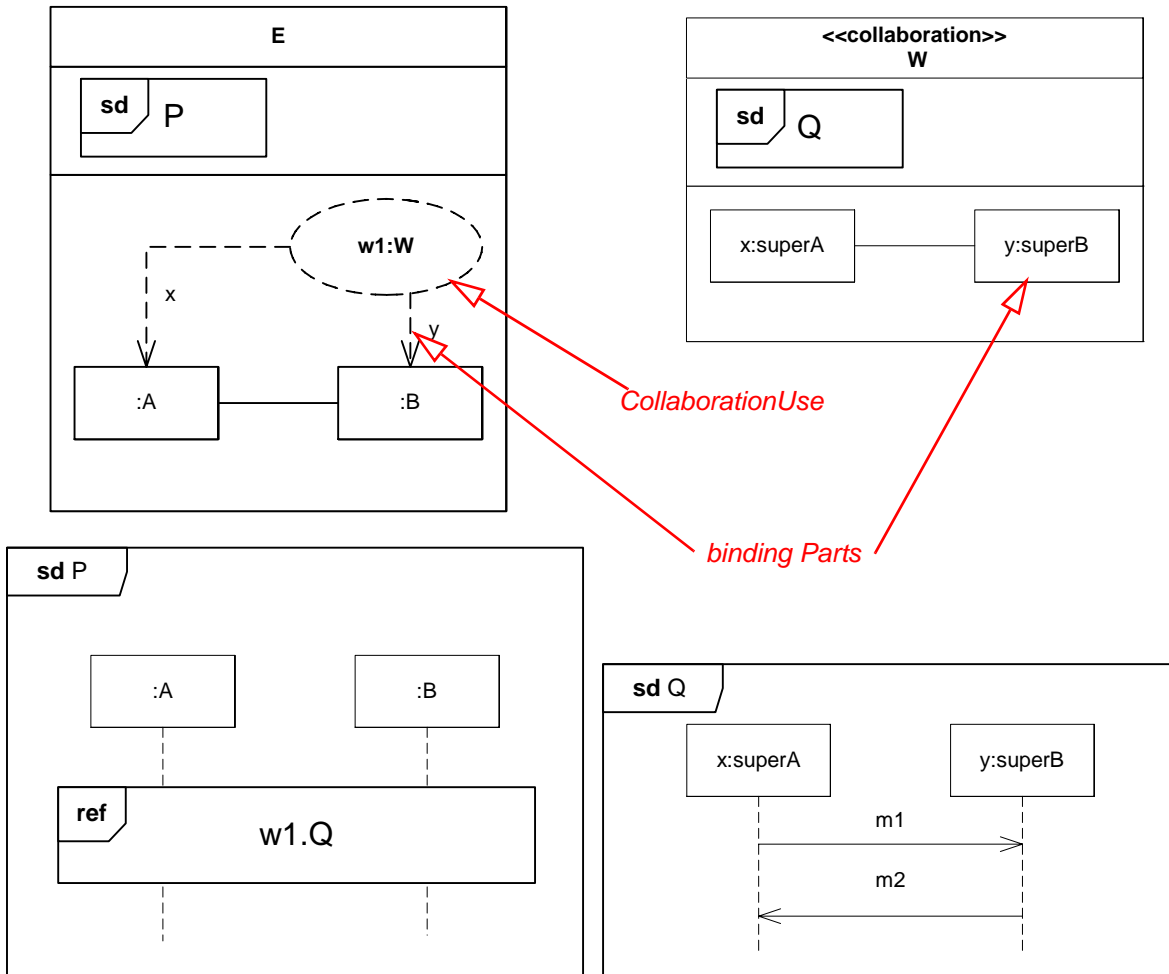 E
sd P
w1:W
x
y
:A
:B
<<collaboration>>
W
sd Q
x:superA
y:superB
CollaborationUse
binding Parts
sd P
:A
:B
ref
w1.Q
sd Q
x:superA
y:superB
m1
m2